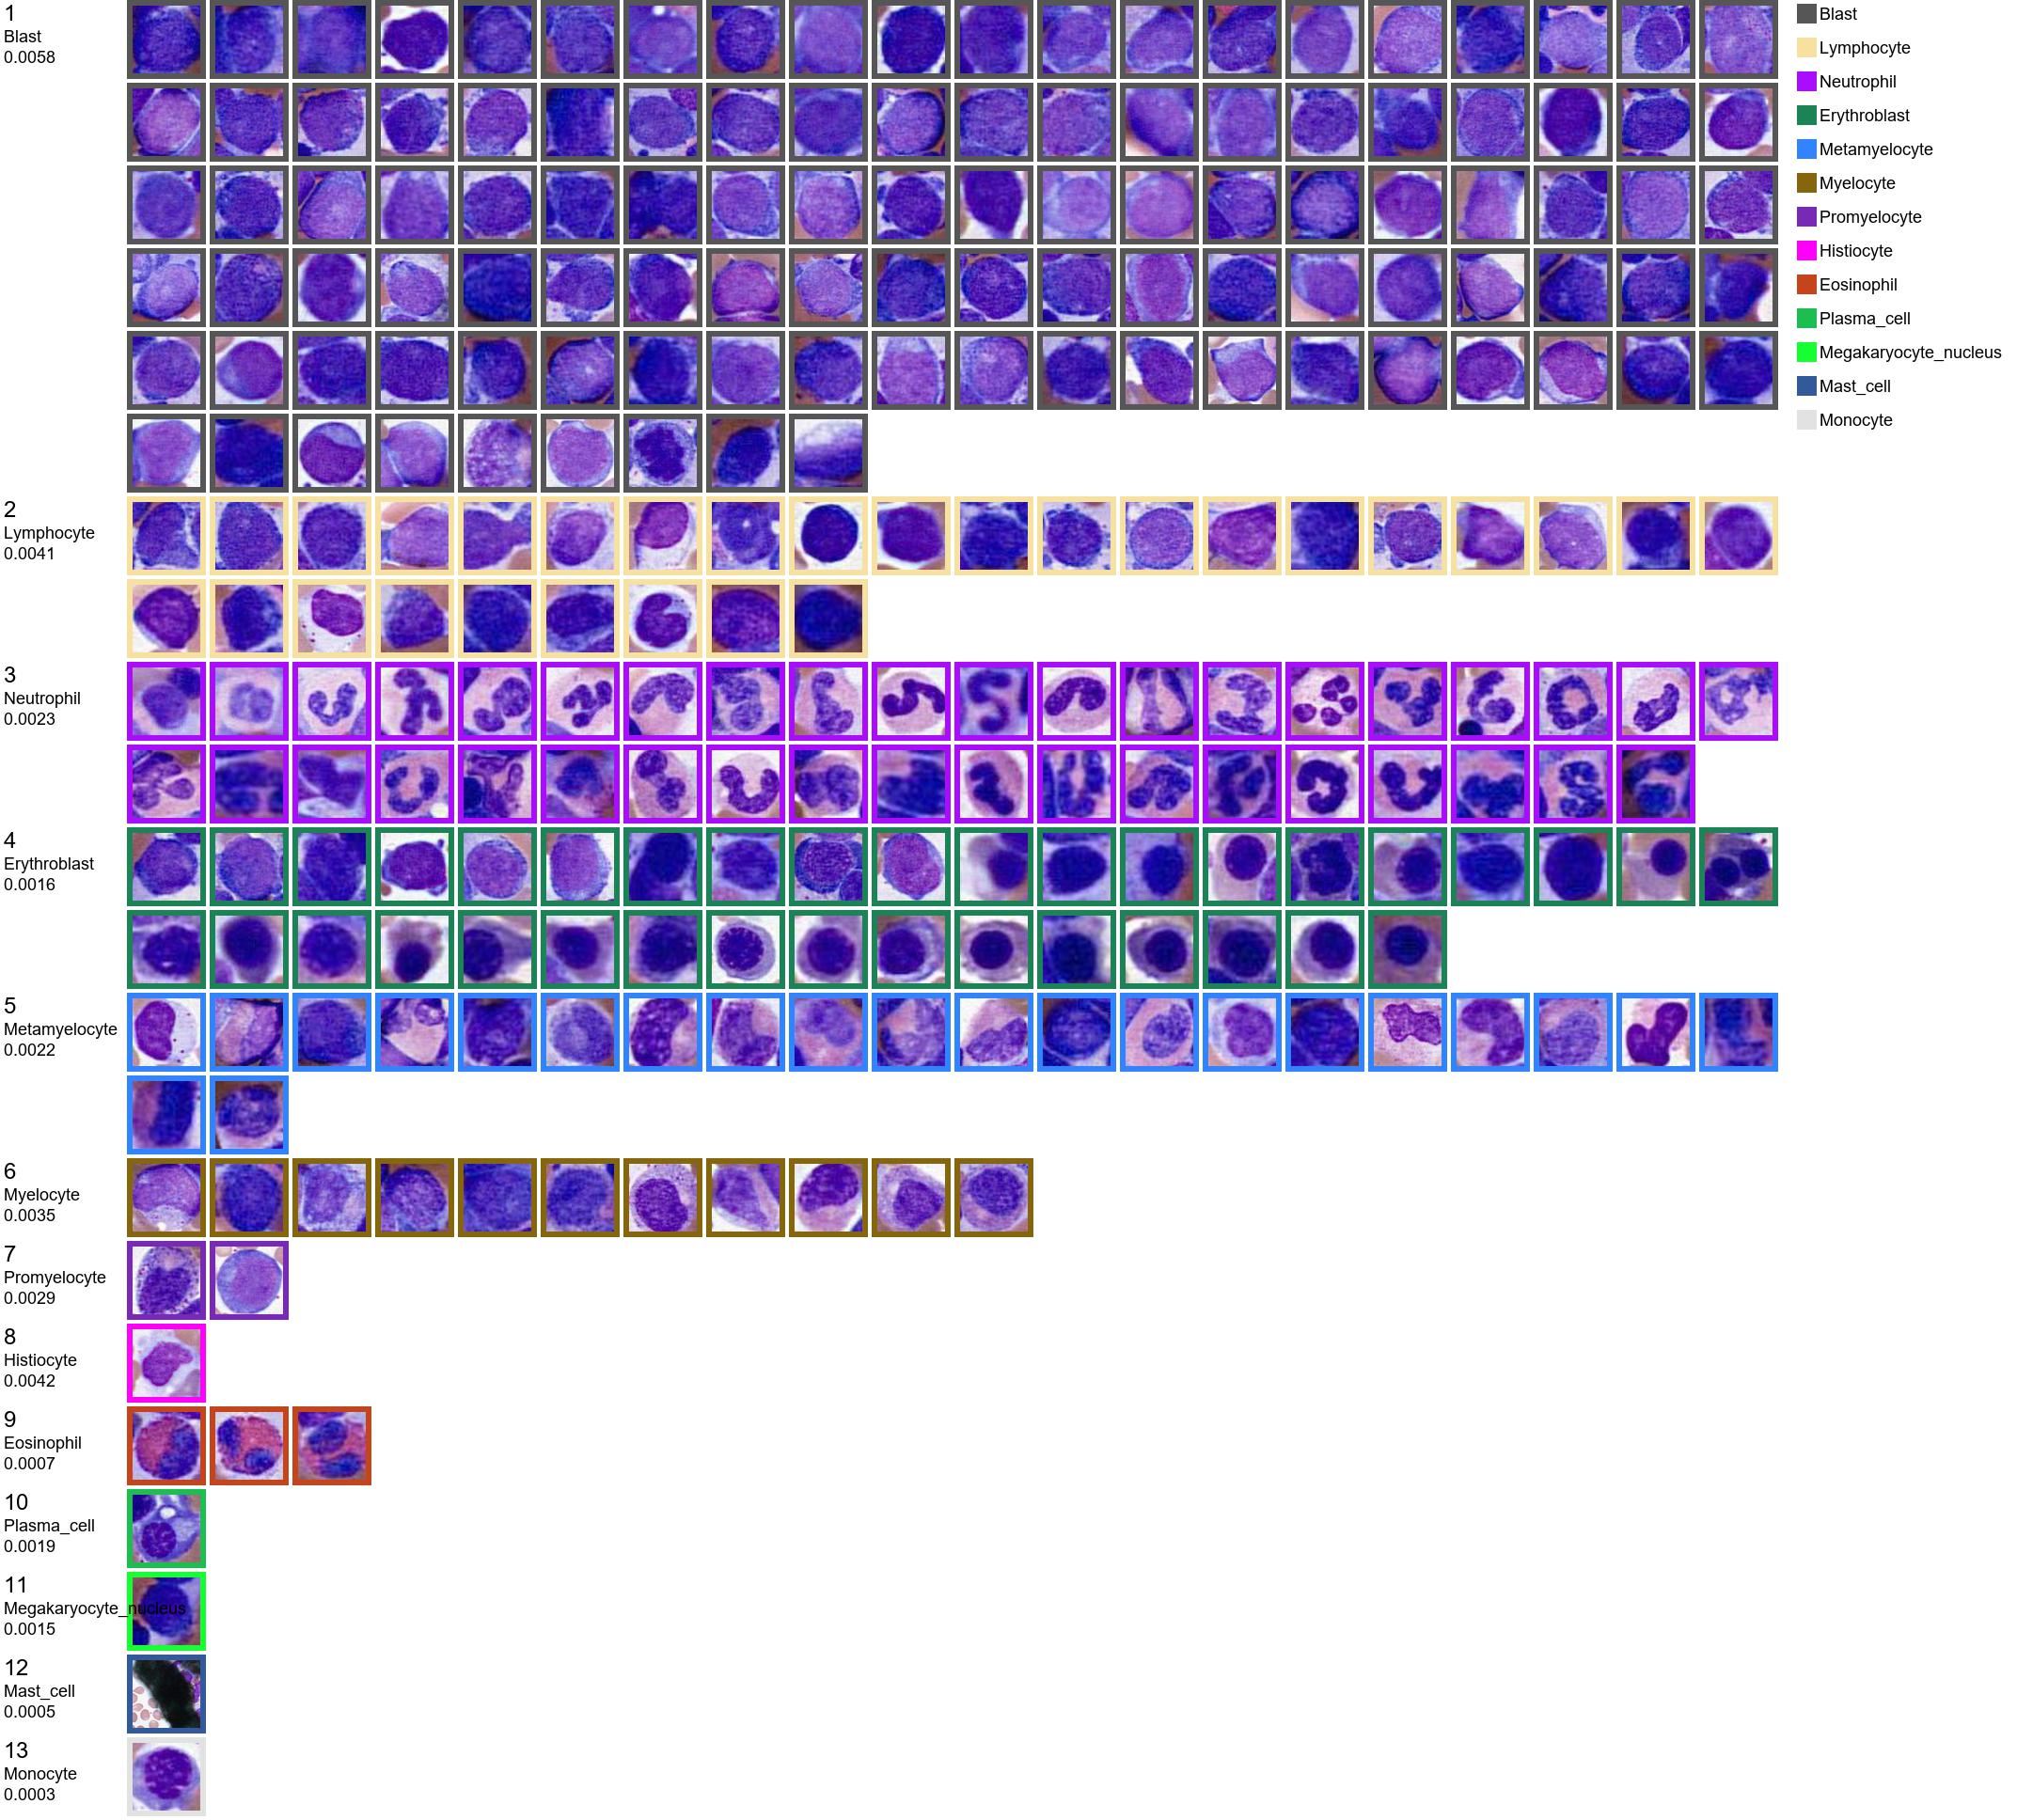 1
Blast
0.0058
2
Lymphocyte
0.0041
3
Neutrophil
0.0023
4
Erythroblast
0.0016
5
Metamyelocyte
0.0022
6
Myelocyte
0.0035
7
Promyelocyte
0.0029
8
Histiocyte
0.0042
9
Eosinophil
0.0007
10
Plasma_cell
0.0019
11
Megakaryocyte_nucleus
0.0015
12
Mast_cell
0.0005
13
Monocyte
0.0003
Blast
Lymphocyte
Neutrophil
Erythroblast
Metamyelocyte
Myelocyte
Promyelocyte
Histiocyte
Eosinophil
Plasma_cell
Megakaryocyte_nucleus
Mast_cell
Monocyte